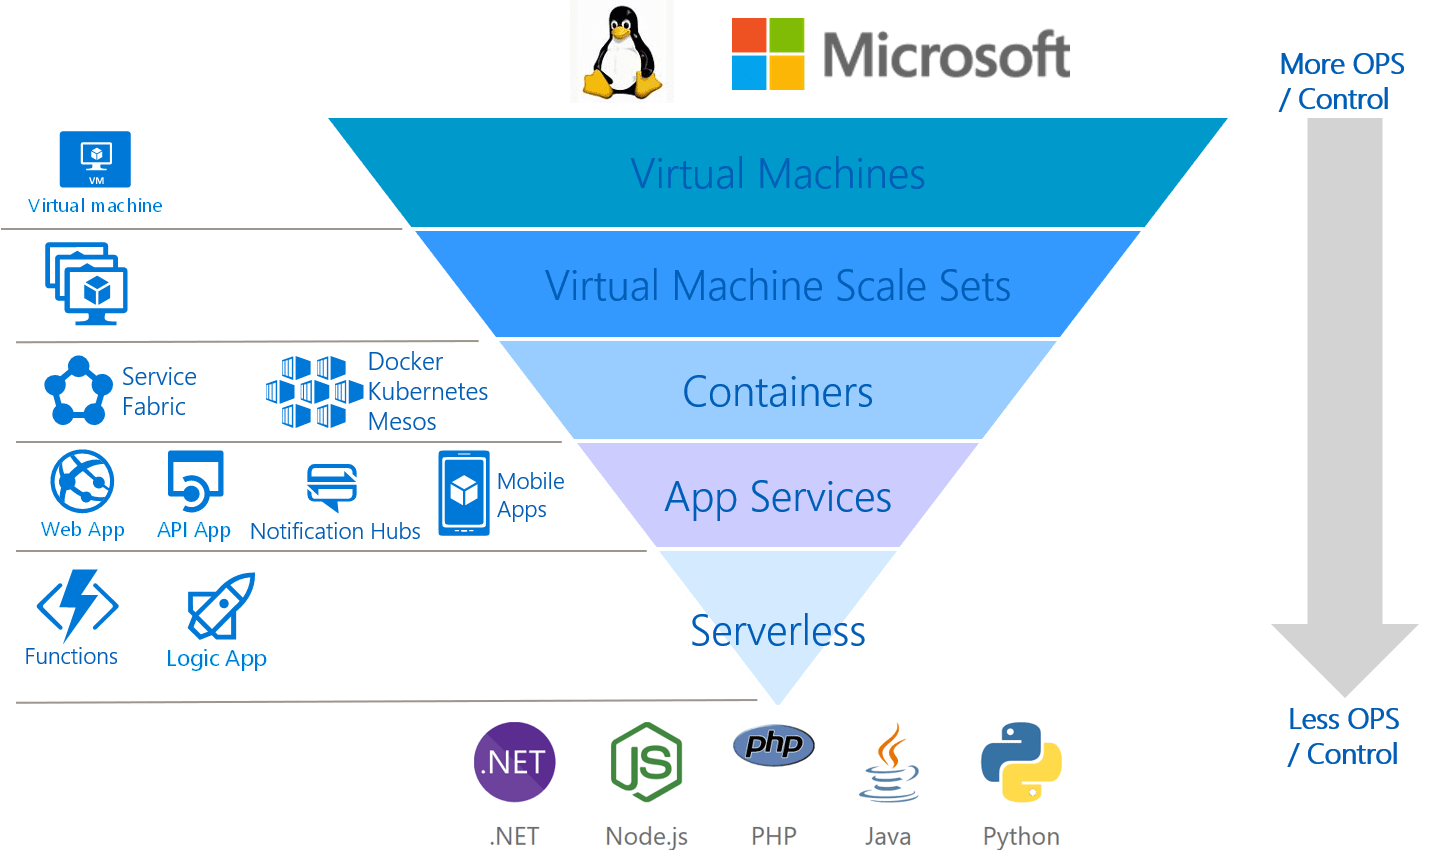 Microsoft
More OPS
/ Control
VM
Virtual machine
Virtual Machines
Virtual Machine Scale Sets
Service
Fabric
Docker
Kubernetes
Mesos
Containers
Web App
API App
Notification Hubs
Mobile
Apps
App Services
Functions
Logic App
Serverless
Less OPS
/ Control
.NET
JS
php
.NET
Node.js
PHP
Java
Python